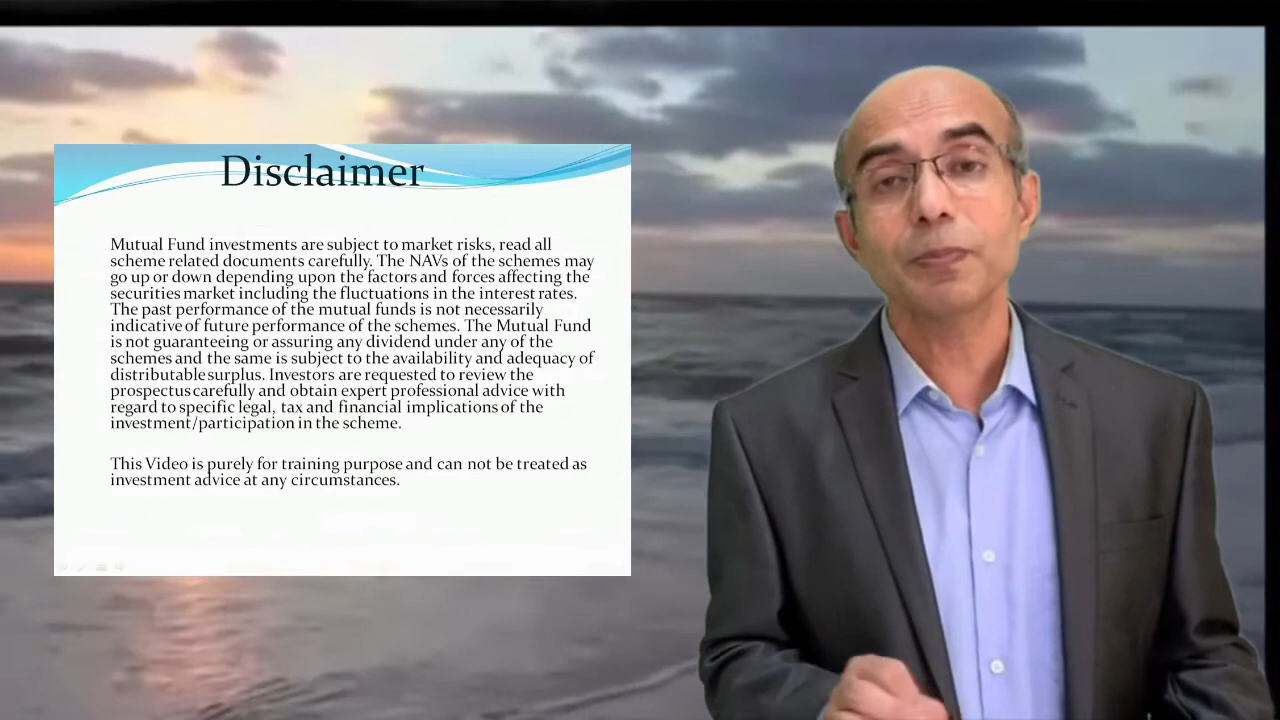 Disclaimer
Mutual Fund investments are subject to market risks, read all
scheme related documents carefully. The NAVs of the schemes may
go up or down depending upon the factors and forces affecting the
securities market including the fluctuations in the interest rates.
The past performance of the mutual funds is not necessarily
indicative of future performance of the schemes. The Mutual Fund
is not guaranteeing or assuring any dividend under any of the
schemes and the same is subject to the availability and adequacy of
distributable surplus. Investors are requested to review the
prospectus carefully and obtain expert professional advice with
regard to specific legal, tax and financial implications of the
investment/participation in the scheme.
This Video is purely for training purpose and can not be treated as
investment advice at any circumstances.